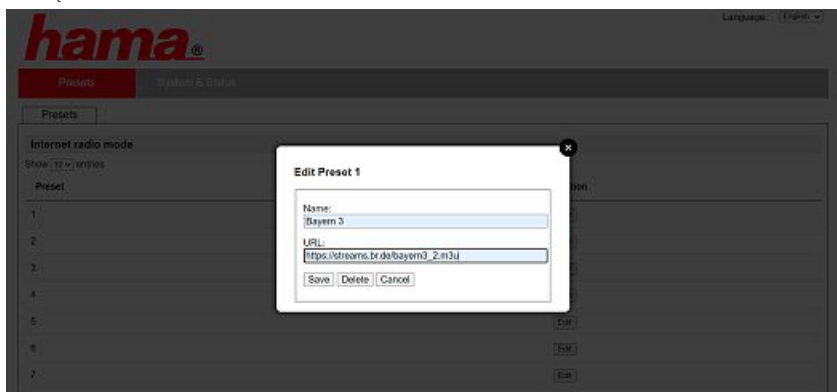 Language: English
hama®
Presets System & Status
Presets
Internet radio mode
Show 10 entries
Preset
1
2
3
4
5 Edit
6 Edit
7 Edit
Edit Preset 1
Name:
Bayern 3
URL:
https://streams.br.de/bayern3_2.m3u
Save Delete Cancel